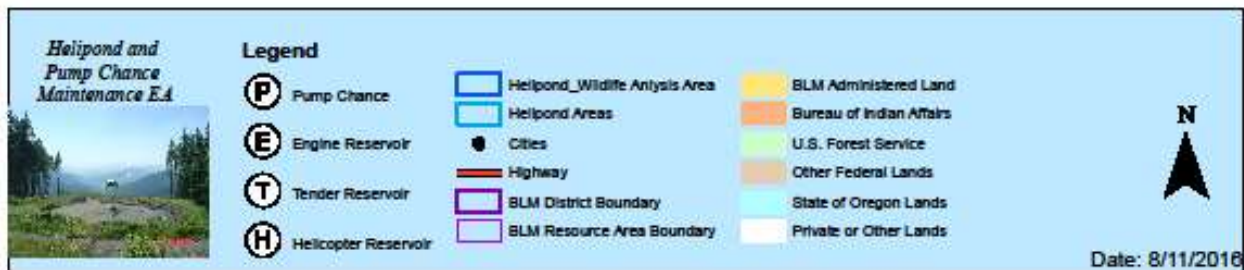 Helipond and
Pump Chance
Maintenance EA
Legend
P Pump Chance
E Engine Reservoir
T Tender Reservoir
H Helicopter Reservoir
Helipond_Wildlife Anlysis Area
Helipond Areas
Cities
Highway
BLM District Boundary
BLM Resource Area Boundary
BLM Administered Land
Bureau of Indian Affairs
U.S. Forest Service
Other Federal Lands
State of Oregon Lands
Private or Other Lands
N
Date: 8/11/2016